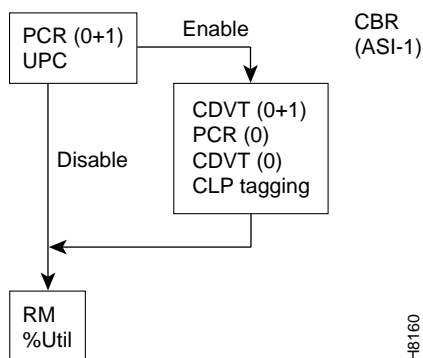 PCR (0+1)
UPC
Enable
CBR
(ASI-1)
CDVT (0+1)
PCR (0)
CDVT (0)
CLP tagging
Disable
RM
%Util
H8160